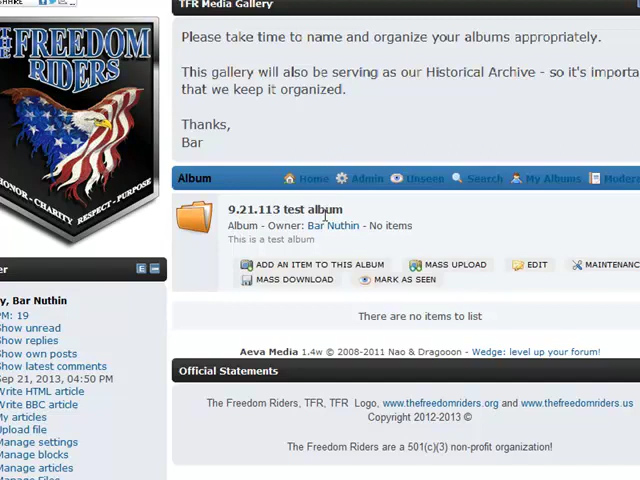 SHARE
TFR Media Gallery
Please take time to name and organize your albums appropriately.
This gallery will also be serving as our Historical Archive - so it's importa
that we keep it organized.
Thanks,
Bar
THE FREEDOM
RIDERS
HONOR - CHARITY RESPECT - PURPOSE
Album
Home Admin Unseen Search My Albums Modera
9.21.113 test album
Album - Owner: Bar Nuthin - No items
This is a test album
ADD AN ITEM TO THIS ALBUM MASS UPLOAD EDIT MAINTENANC
MASS DOWNLOAD MARK AS SEEN
There are no items to list
Aeva Media 1.4w © 2008-2011 Nao & Dragooon - Wedge: level up your forum!
Official Statements
The Freedom Riders, TFR, TFR Logo, www.thefreedomriders.org and www.thefreedomriders.us
Copyright 2012-2013 ©
The Freedom Riders are a 501(c)(3) non-profit organization!
er
y, Bar Nuthin
PM: 19
Show unread
Show replies
Show own posts
Show latest comments
Sep 21, 2013, 04:50 PM
Write HTML article
Write BBC article
My articles
Upload file
Manage settings
Manage blocks
Manage articles
Manage Files